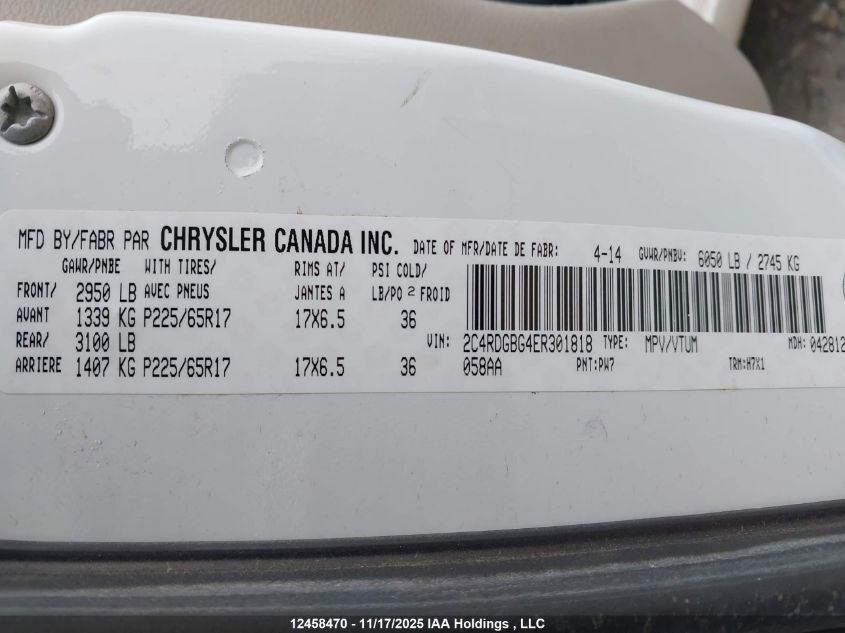 MFD BY/FABR PAR CHRYSLER CANADA INC. DATE OF MFR/DATE DE FABR: 4-14 GVWR/PNBV: 6050 LB / 2745 KG
GAWR/PNBE WITH TIRES/ RIMS AT/ PSI COLD/
FRONT/ 2950 LB AVEC PNEUS JANTES A LB/PO 2 FROID
AVANT 1339 KG P225/65R17 17X6.5 36
REAR/ 3100 LB VIN: 2C4RDGBG4ER301818 TYPE: MPV/VTUM MDH: 042812
ARRIERE 1407 KG P225/65R17 17X6.5 36 058AA PNT: PW7 TRM: H7X1
12458470 - 11/17/2025 IAA Holdings , LLC